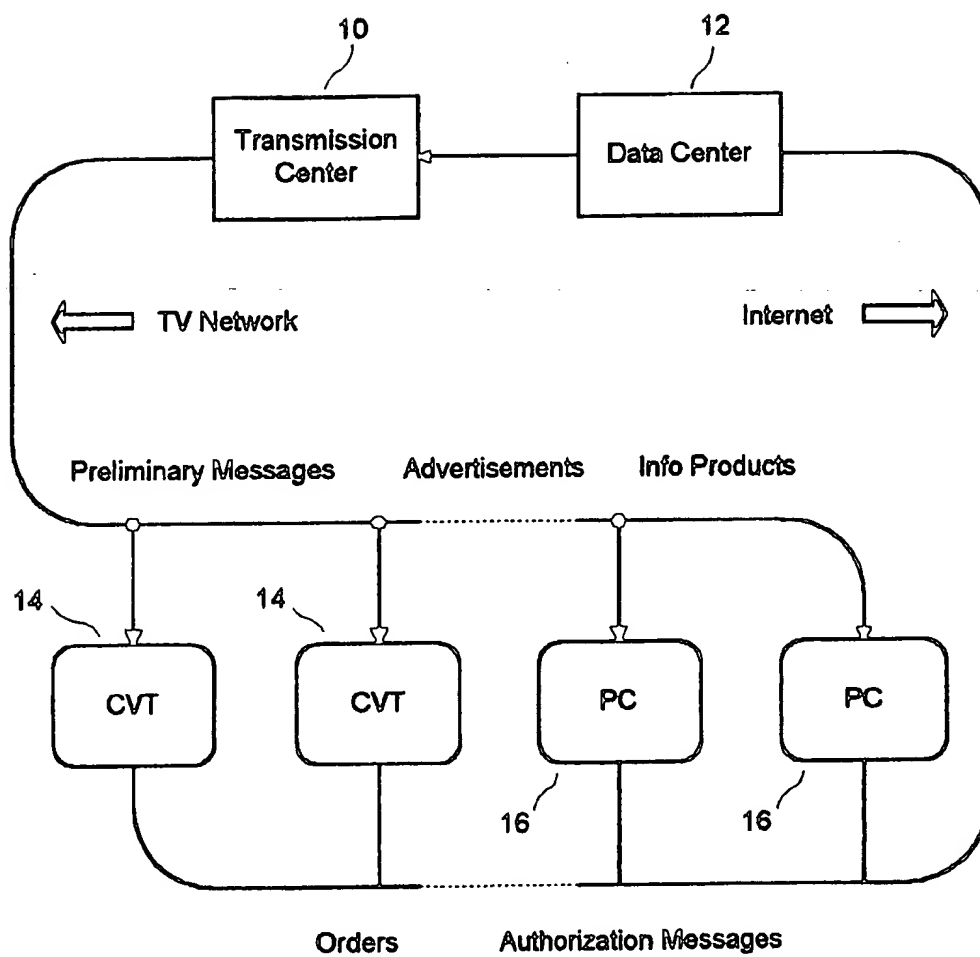 10
12
Transmission
Center
Data Center
TV Network
Internet
Preliminary Messages
Advertisements
Info Products
14
14
CVT
CVT
PC
PC
16
16
Orders
Authorization Messages